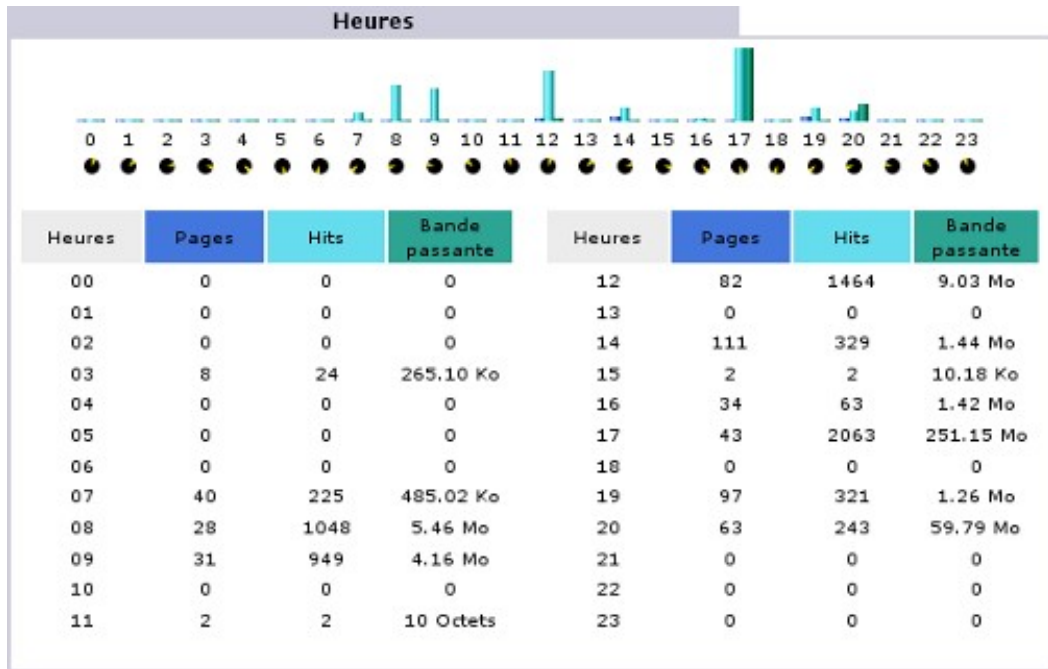 Heures
0 1 2 3 4 5 6 7 8 9 10 11 12 13 14 15 16 17 18 19 20 21 22 23
Heures Pages Hits Bande passante Heures Pages Hits Bande passante
00 0 0 0 12 82 1464 9.03 Mo
01 0 0 0 13 0 0 0
02 0 0 0 14 111 329 1.44 Mo
03 8 24 265.10 Ko 15 2 2 10.18 Ko
04 0 0 0 16 34 63 1.42 Mo
05 0 0 0 17 43 2063 251.15 Mo
06 0 0 0 18 0 0 0
07 40 225 485.02 Ko 19 97 321 1.26 Mo
08 28 1048 5.46 Mo 20 63 243 59.79 Mo
09 31 949 4.16 Mo 21 0 0 0
10 0 0 0 22 0 0 0
11 2 2 10 Octets 23 0 0 0